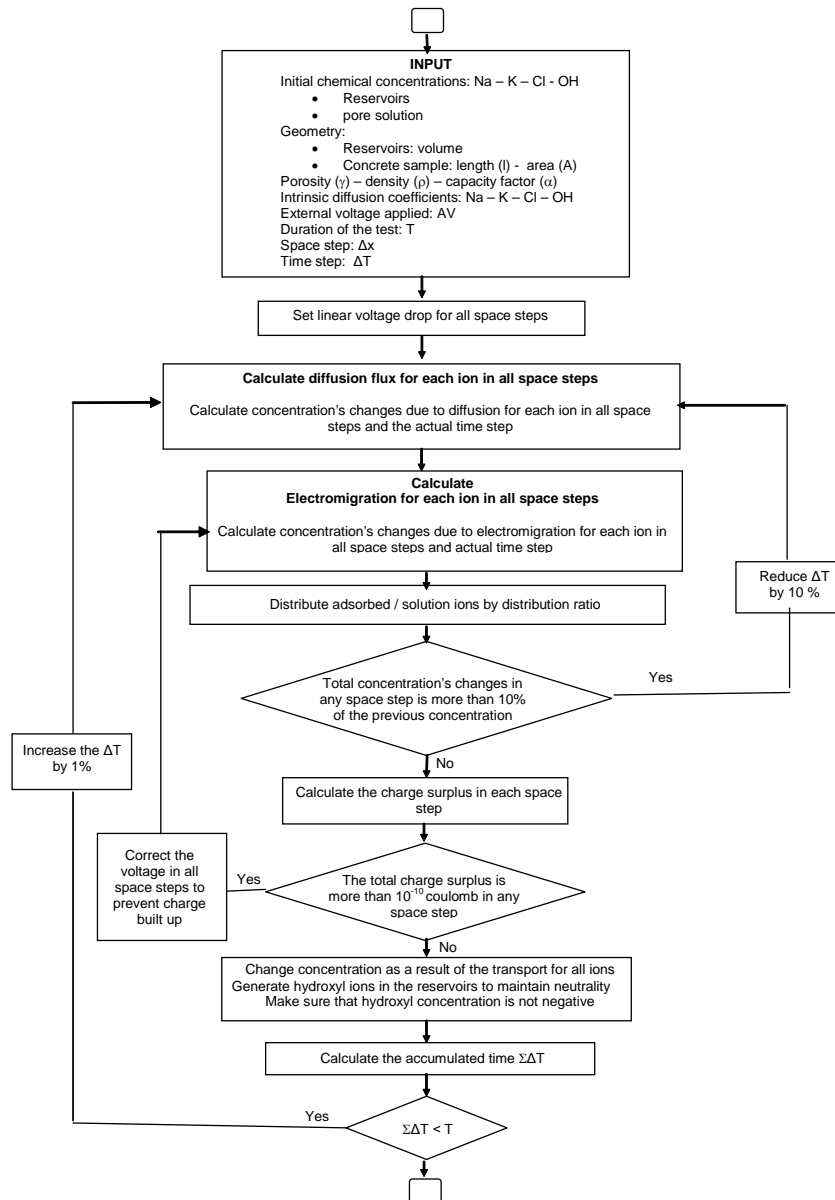 INPUT
Initial chemical concentrations: Na – K – Cl - OH
• Reservoirs
• pore solution
Geometry:
• Reservoirs: volume
• Concrete sample: length (l) - area (A)
Porosity (γ) – density (ρ) – capacity factor (α)
Intrinsic diffusion coefficients: Na – K – Cl – OH
External voltage applied: AV
Duration of the test: T
Space step: Δx
Time step: ΔT
Set linear voltage drop for all space steps
Calculate diffusion flux for each ion in all space steps
Calculate concentration's changes due to diffusion for each ion in all space
steps and the actual time step
Calculate
Electromigration for each ion in all space steps
Calculate concentration's changes due to electromigration for each ion in
all space steps and actual time step
Reduce ΔT
by 10 %
Distribute adsorbed / solution ions by distribution ratio
Total concentration's changes in
any space step is more than 10%
of the previous concentration
Yes
No
Increase the ΔT
by 1%
Calculate the charge surplus in each space
step
Correct the
voltage in all
space steps to
prevent charge
built up
Yes
The total charge surplus is
more than 10⁻¹⁰ coulomb in any
space step
No
Change concentration as a result of the transport for all ions
Generate hydroxyl ions in the reservoirs to maintain neutrality
Make sure that hydroxyl concentration is not negative
Calculate the accumulated time ΣΔT
Yes
ΣΔT < T